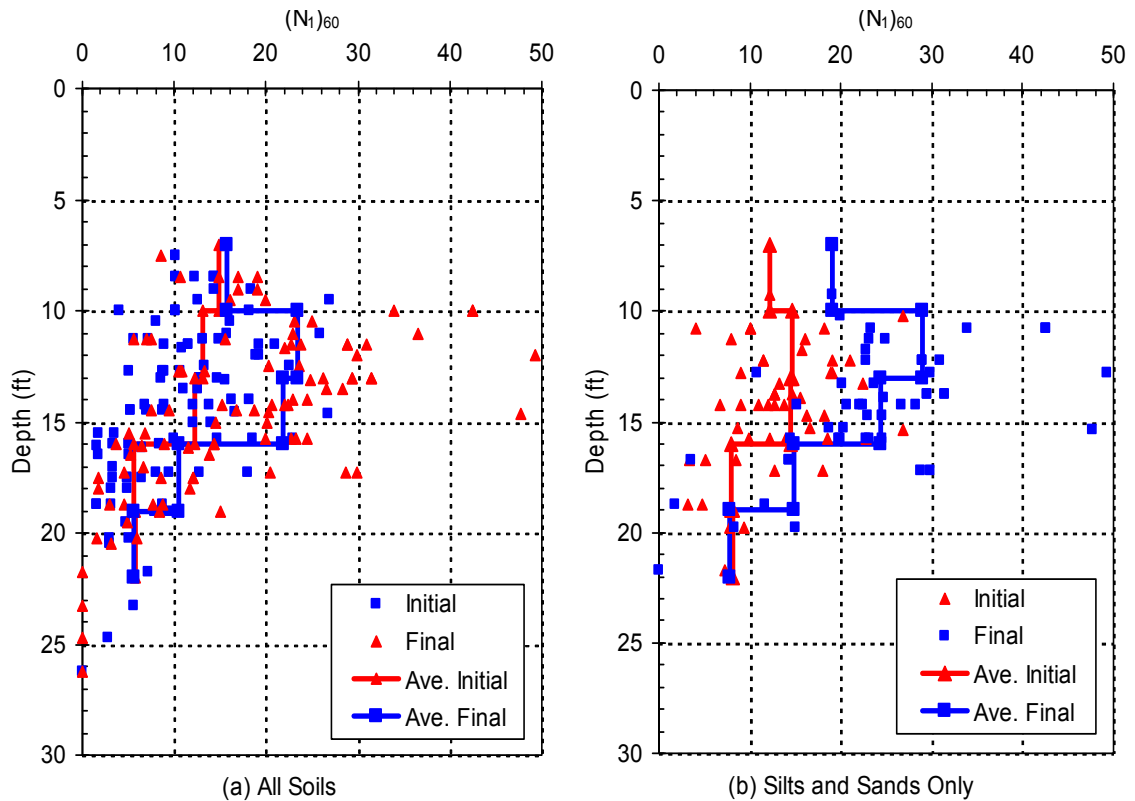 (N₁)₆₀
0 10 20 30 40 50
0
5
10
15
20
25
30
Depth (ft)
Initial
Final
Ave. Initial
Ave. Final
(a) All Soils
(N₁)₆₀
0 10 20 30 40 50
0
5
10
15
20
25
30
Depth (ft)
Initial
Final
Ave. Initial
Ave. Final
(b) Silts and Sands Only